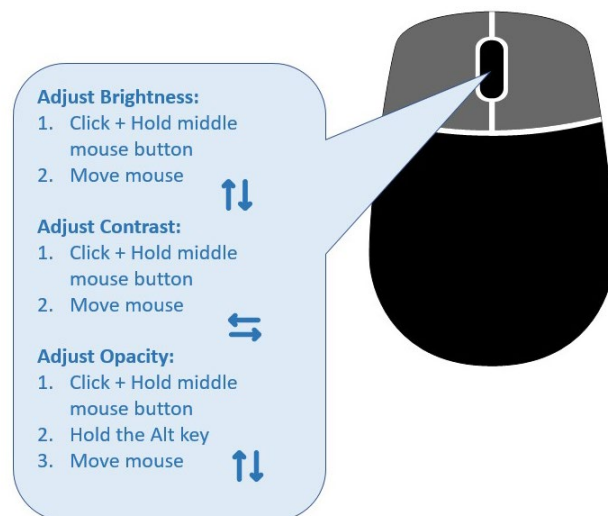 Adjust Brightness:
1. Click + Hold middle
mouse button
2. Move mouse
Adjust Contrast:
1. Click + Hold middle
mouse button
2. Move mouse
Adjust Opacity:
1. Click + Hold middle
mouse button
2. Hold the Alt key
3. Move mouse